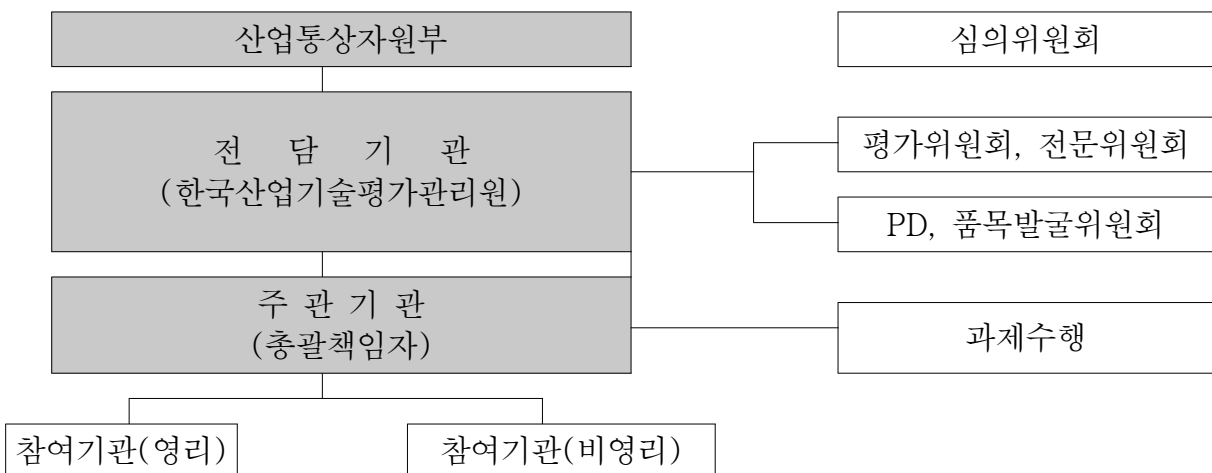 산업통상자원부
심의위원회
전 담 기 관
(한국산업기술평가관리원)
평가위원회, 전문위원회
PD, 품목발굴위원회
주 관 기 관
(총괄책임자)
과제수행
참여기관(영리)
참여기관(비영리)